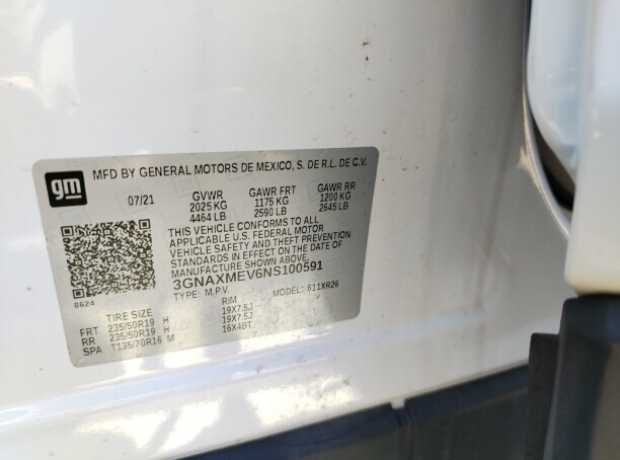 gm
MFD BY GENERAL MOTORS DE MEXICO, S. DE R.L. DE C.V.
07/21 GVWR GAWR FRT GAWR RR
2025 KG 1175 KG 1200 KG
4464 LB 2590 LB 2645 LB
THIS VEHICLE CONFORMS TO ALL
APPLICABLE U.S. FEDERAL MOTOR
VEHICLE SAFETY AND THEFT PREVENTION
STANDARDS IN EFFECT ON THE DATE OF
MANUFACTURE SHOWN ABOVE.
3GNAXMEV6NS100591
TYPE: M.P.V. MODEL: 611XR26
0624
TIRE SIZE RIM
FRT 235/50R19 H 19X7.5J
RR 235/50R19 H 19X7.5J
SPA T135/70R16 M 16X4BT